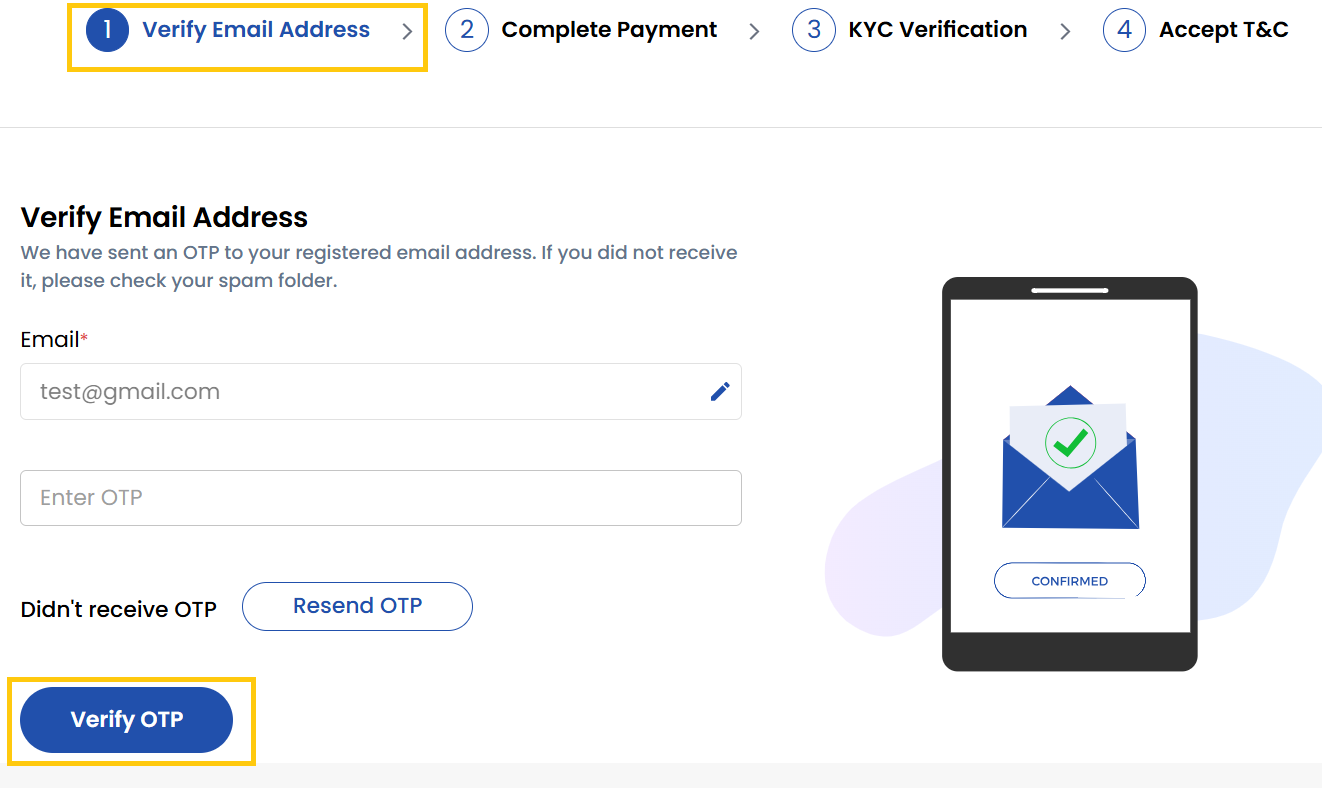 1 Verify Email Address > 2 Complete Payment > 3 KYC Verification > 4 Accept T&C
Verify Email Address
We have sent an OTP to your registered email address. If you did not receive
it, please check your spam folder.
Email*
test@gmail.com
Enter OTP
Didn't receive OTP Resend OTP
Verify OTP
CONFIRMED